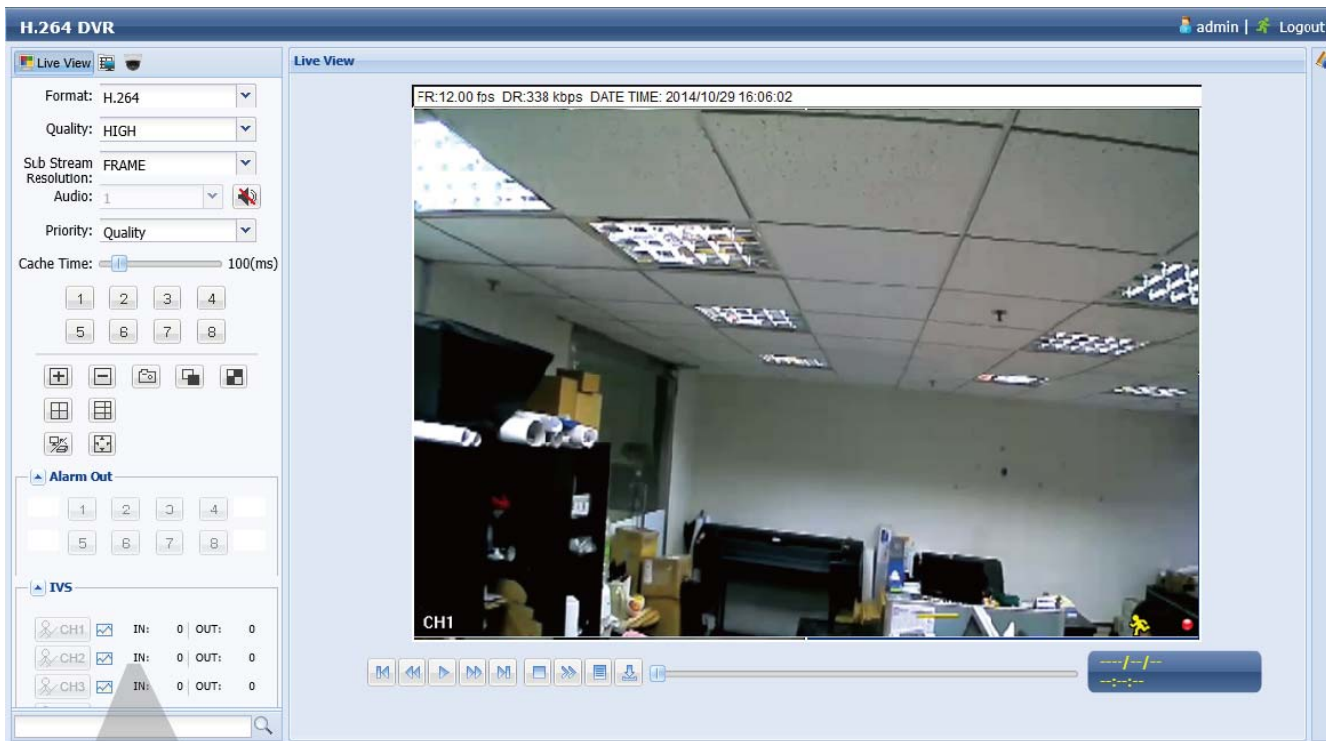 H.264 DVR
admin | Logout
Live View
Live View
FR:12.00 fps DR:338 kbps DATE TIME: 2014/10/29 16:06:02
Format: H.264
Quality: HIGH
Sub Stream Resolution: FRAME
Audio: 1
Priority: Quality
Cache Time: 100(ms)
1 2 3 4
5 6 7 8
Alarm Out
1 2 3 4
5 6 7 8
IVS
CH1 IN: 0 OUT: 0
CH2 IN: 0 OUT: 0
CH3 IN: 0 OUT: 0
CH1
----/--/--
--:--:--